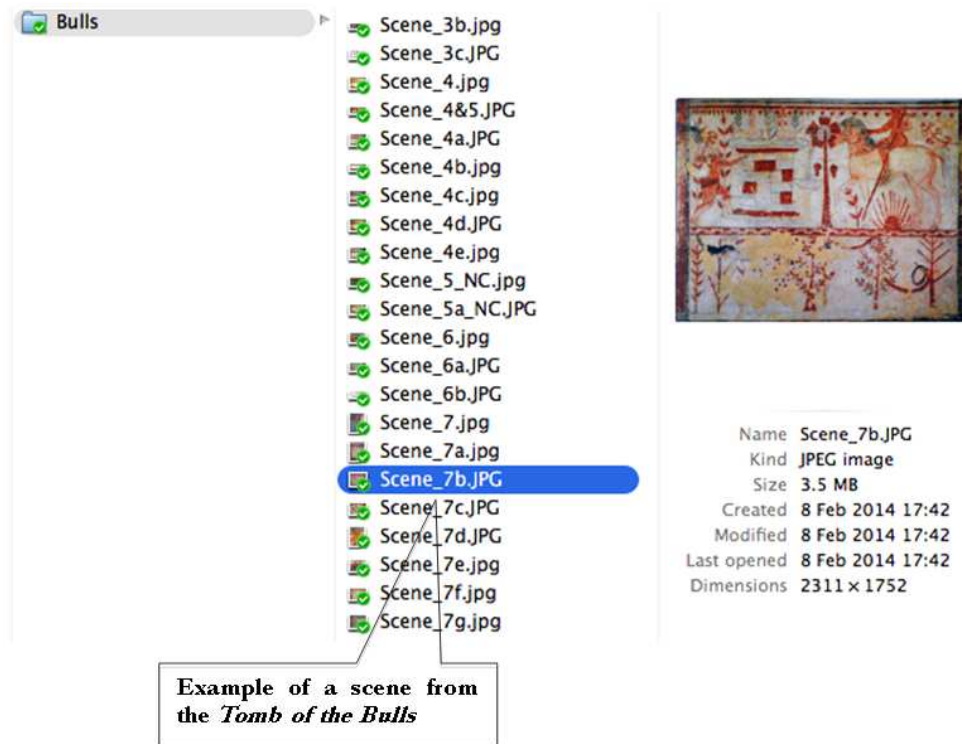 Bulls
Scene_3b.jpg
Scene_3c.JPG
Scene_4.jpg
Scene_4&5.JPG
Scene_4a.JPG
Scene_4b.jpg
Scene_4c.jpg
Scene_4d.JPG
Scene_4e.jpg
Scene_5_NC.jpg
Scene_5a_NC.JPG
Scene_6.jpg
Scene_6a.JPG
Scene_6b.JPG
Scene_7.jpg
Scene_7a.jpg
Scene_7b.JPG
Scene_7c.JPG
Scene_7d.JPG
Scene_7e.jpg
Scene_7f.jpg
Scene_7g.jpg
Name Scene_7b.JPG
Kind JPEG image
Size 3.5 MB
Created 8 Feb 2014 17:42
Modified 8 Feb 2014 17:42
Last opened 8 Feb 2014 17:42
Dimensions 2311 × 1752
Example of a scene from
the Tomb of the Bulls